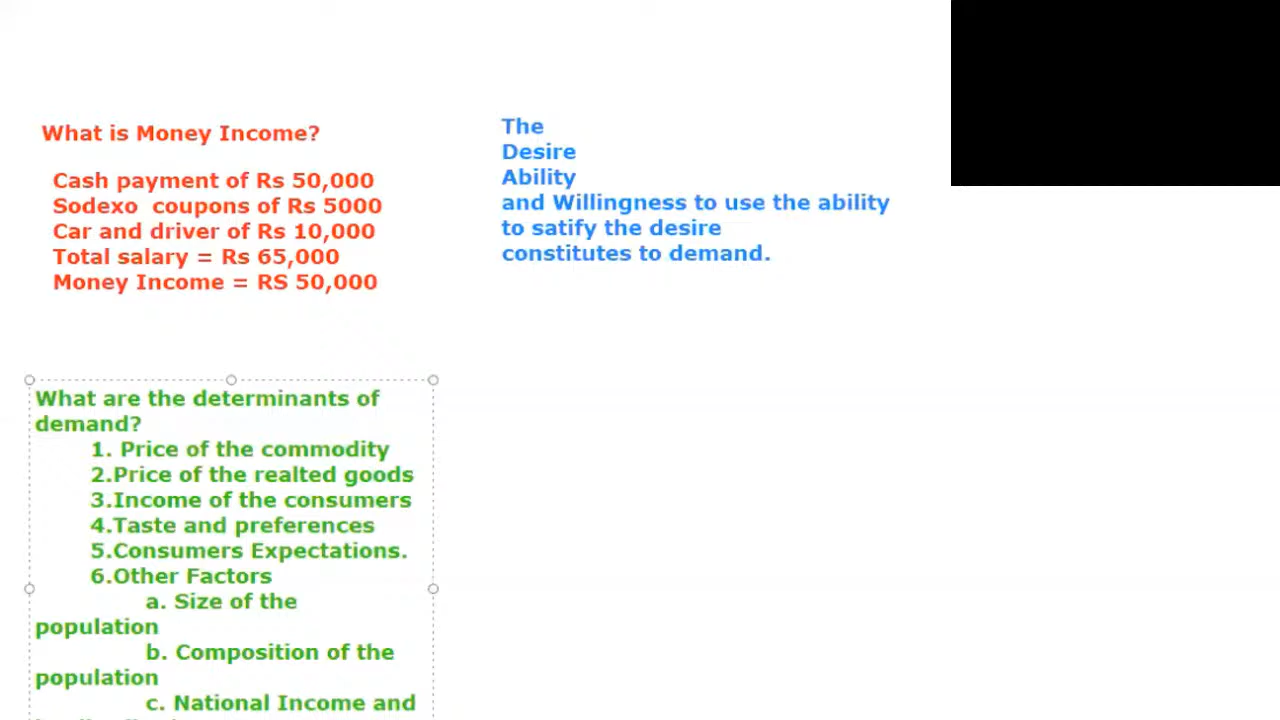 What is Money Income?
Cash payment of Rs 50,000
Sodexo  coupons of Rs 5000
Car and driver of Rs 10,000
Total salary = Rs 65,000
Money Income = RS 50,000
The
Desire
Ability
and Willingness to use the ability
to satify the desire
constitutes to demand.
What are the determinants of
demand?
1. Price of the commodity
2.Price of the realted goods
3.Income of the consumers
4.Taste and preferences
5.Consumers Expectations.
6.Other Factors
a. Size of the
population
b. Composition of the
population
c. National Income and